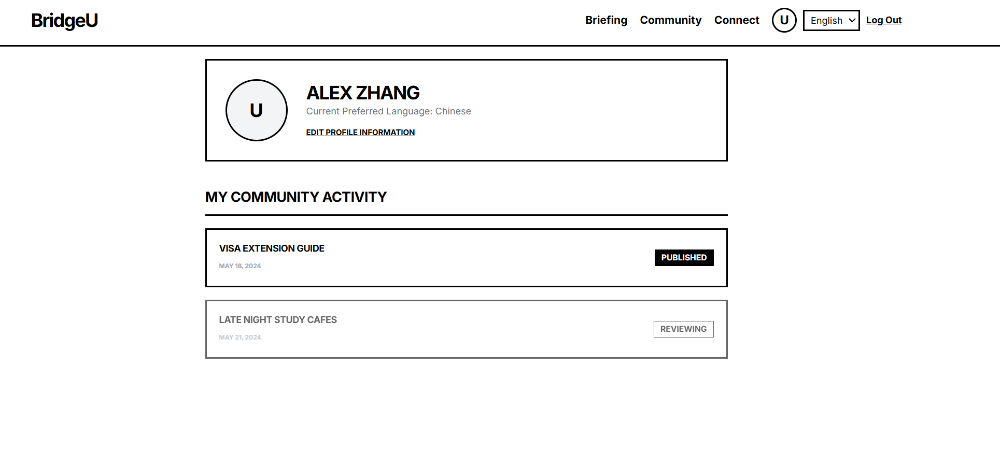 BridgeU
Briefing Community Connect U English Log Out
U
ALEX ZHANG
Current Preferred Language: Chinese
EDIT PROFILE INFORMATION
MY COMMUNITY ACTIVITY
VISA EXTENSION GUIDE
MAY 18, 2024
PUBLISHED
LATE NIGHT STUDY CAFES
MAY 21, 2024
REVIEWING